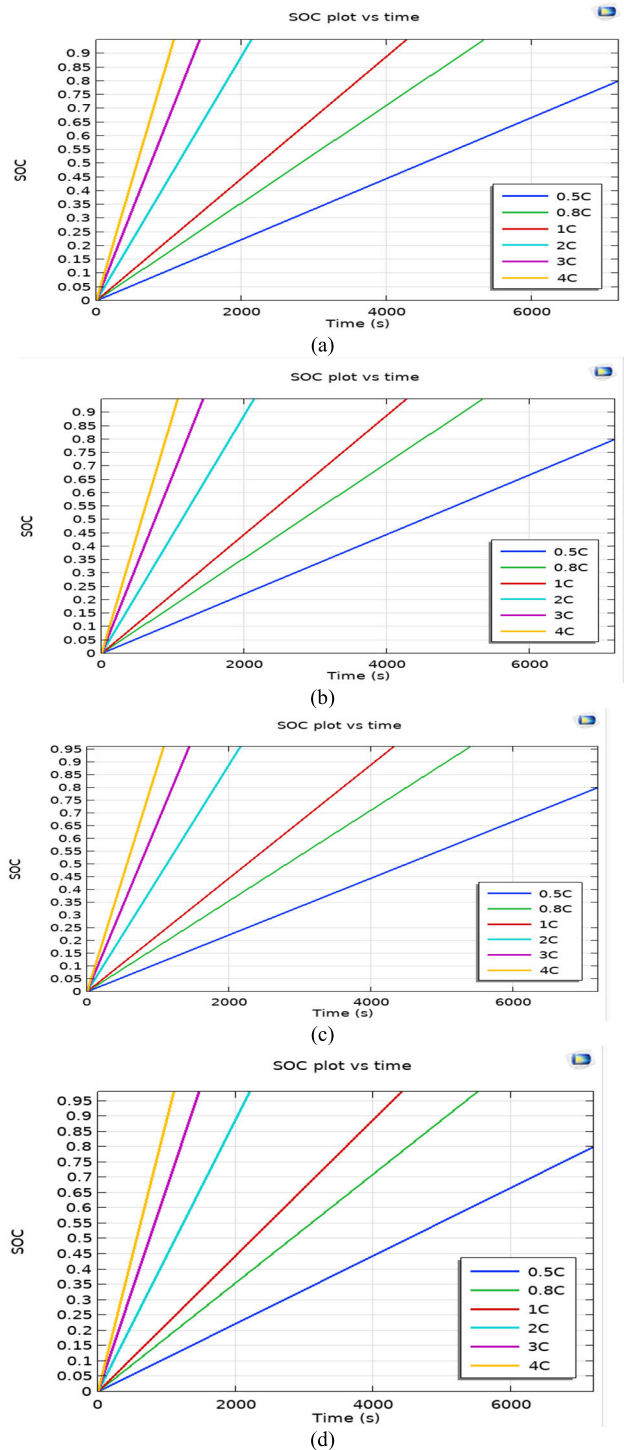 SOC plot vs time
0.9
0.85
0.8
0.75
0.7
0.65
0.6
0.55
0.5
0.45
0.4
0.35
0.3
0.25
0.2
0.15
0.1
0.05
0
SOC
0.5C
0.8C
1C
2C
3C
4C
0 2000 4000 6000
Time (s)
(a)
SOC plot vs time
0.9
0.85
0.8
0.75
0.7
0.65
0.6
0.55
0.5
0.45
0.4
0.35
0.3
0.25
0.2
0.15
0.1
0.05
0
SOC
0.5C
0.8C
1C
2C
3C
4C
0 2000 4000 6000
Time (s)
(b)
SOC plot vs time
0.95
0.9
0.85
0.8
0.75
0.7
0.65
0.6
0.55
0.5
0.45
0.4
0.35
0.3
0.25
0.2
0.15
0.1
0.05
0
SOC
0.5C
0.8C
1C
2C
3C
4C
0 2000 4000 6000
Time (s)
(c)
SOC plot vs time
0.95
0.9
0.85
0.8
0.75
0.7
0.65
0.6
0.55
0.5
0.45
0.4
0.35
0.3
0.25
0.2
0.15
0.1
0.05
0
SOC
0.5C
0.8C
1C
2C
3C
4C
0 2000 4000 6000
Time (s)
(d)